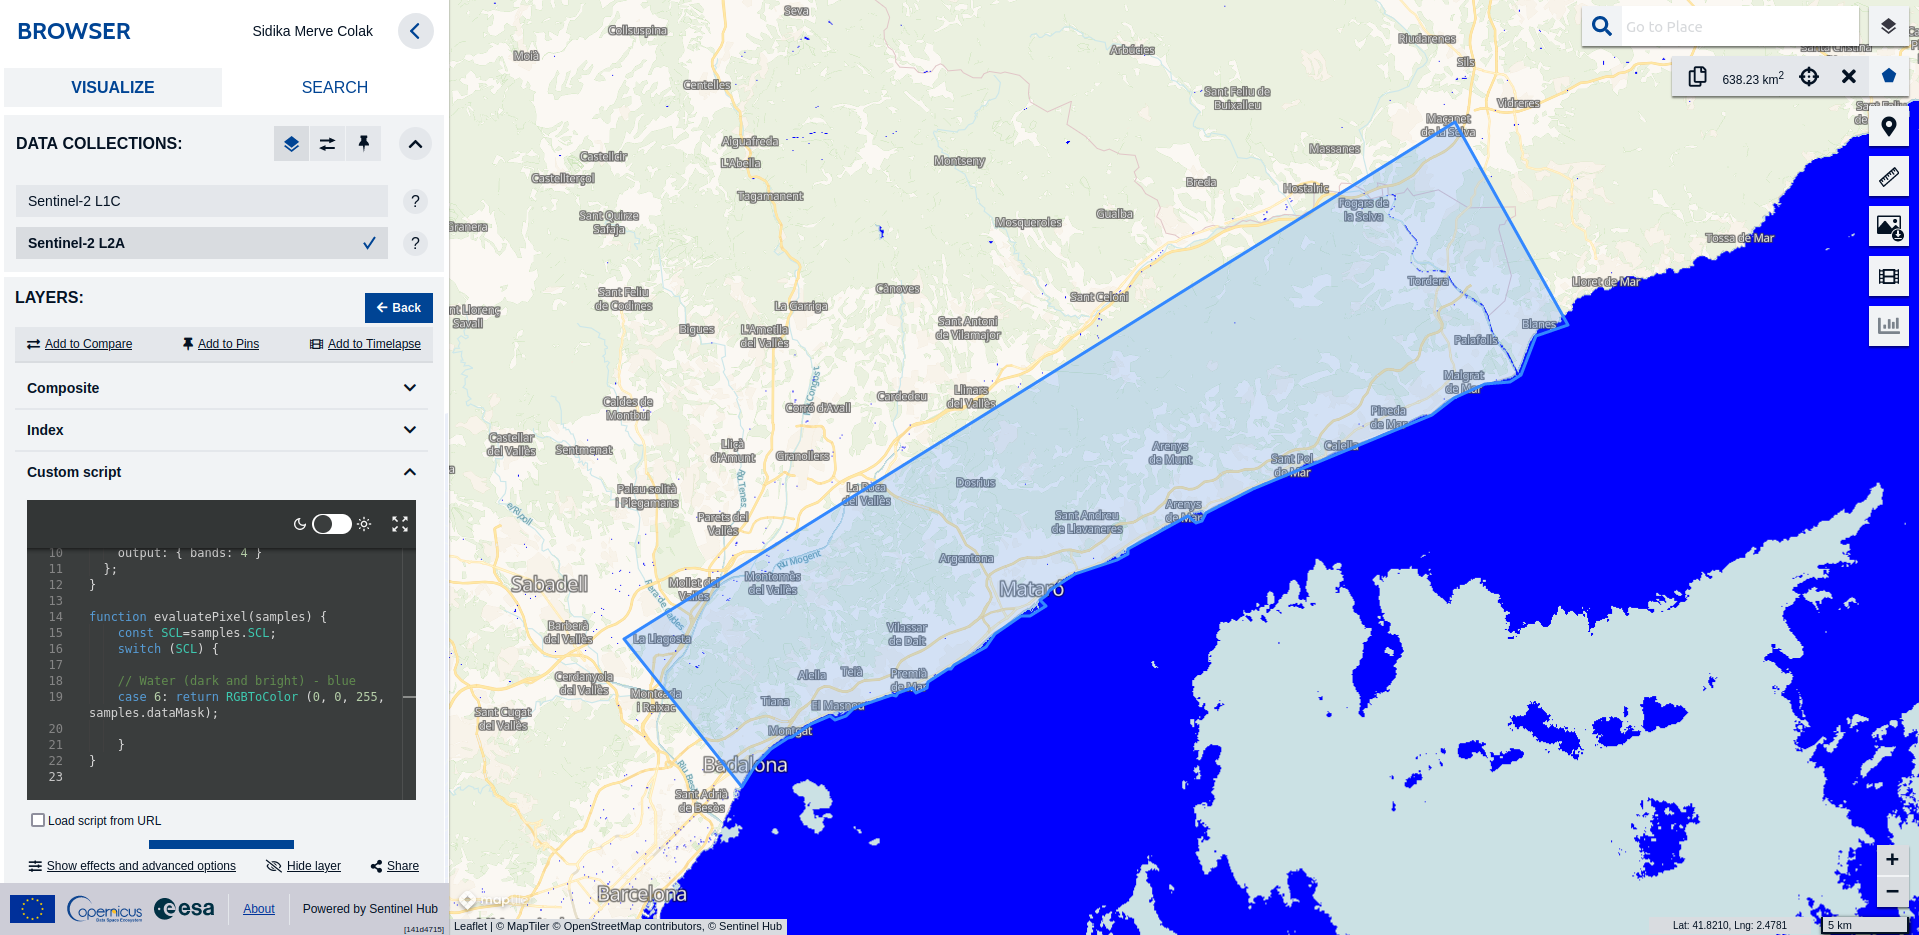 BROWSER
Sidika Merve Colak
VISUALIZE
SEARCH
DATA COLLECTIONS:
Sentinel-2 L1C
?
Sentinel-2 L2A
?
LAYERS:
Back
Add to Compare
Add to Pins
Add to Timelapse
Composite
Index
Custom script
10 output: { bands: 4 }
11 };
12 }
13
14 function evaluatePixel(samples) {
15 const SCL=samples.SCL;
16 switch (SCL) {
17
18 // Water (dark and bright) - blue
19 case 6: return RGBToColor (0, 0, 255,
samples.dataMask);
20
21 }
22 }
23
Load script from URL
Show effects and advanced options
Hide layer
Share
opernicus
esa
About
Powered by Sentinel Hub
[141d4715]
Go to Place
638.23 km2
Seva
Collsuspina
Moià
Arbúcies
Riudarenes
Sils
Santa Cristina
Centelles
Sant Feliu de
Buixalleu
Vidreres
Maçanet
de la Selva
Aiguafreda
L'Abella
Castellcir
Castellterçol
Tagamanent
Montseny
Massanes
Breda
Hostalric
Fogars de
la Selva
Sant Quirze
Safaja
Mosqueroles
Gualba
Tossa de Mar
Sant Feliu
de Codines
La Garriga
Cànoves
Sant Celoni
Tordera
Lloret de Mar
Bigues
L'Ametlla
del Vallès
Sant Antoni
de Vilamajor
Blanes
Palafolls
Riu Congost
Malgrat
de Mar
Caldes de
Montbui
Corró d'Avall
Cardedeu
Llinars
del Vallès
Pineda
de Mar
Castellar
del Vallès
Sentmenat
Lliçà
d'Amunt
Granollers
Arenys
de Munt
Calella
Sant Pol
de Mar
Palau-solità
i Plegamans
Riu Tenes
La Roca
del Vallès
Dosrius
Arenys
de Mar
Parets del
Vallès
Sant Andreu
de Llavaneres
Riu Mogent
Argentona
Sabadell
Mollet del
Vallès
Montornès
del Vallès
Mataró
Barberà
del Vallès
La Llagosta
Vilassar
de Dalt
Cerdanyola
del Vallès
Montcada
i Reixac
Alella
Teià
Premià
de Mar
Tiana
El Masnou
Sant Cugat
del Vallès
Montgat
Badalona
Sant Adrià
de Besòs
Barcelona
Leaflet | © MapTiler © OpenStreetMap contributors, © Sentinel Hub
+
−
Lat: 41.8210, Lng: 2.4781
5 km